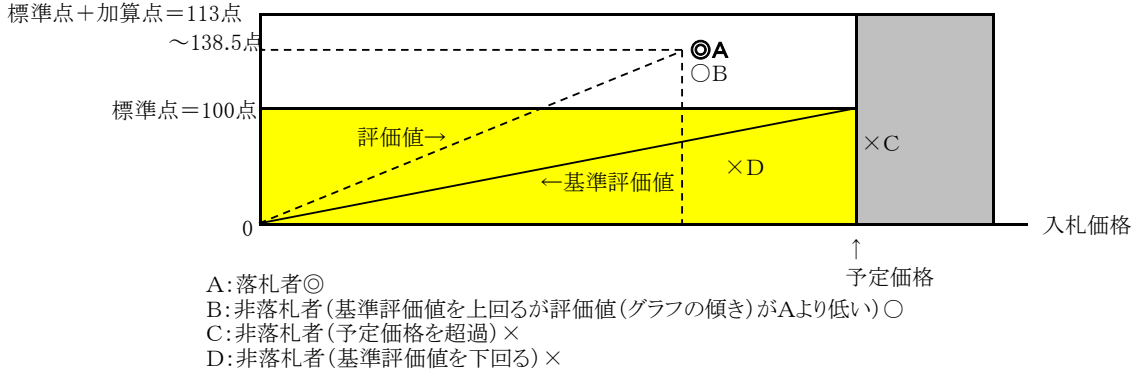 標準点＋加算点＝113点
～138.5点
◎A
○B
標準点＝100点
評価値→
×C
×D
←基準評価値
0
入札価格
↑
予定価格
A：落札者◎
B：非落札者（基準評価値を上回るが評価値（グラフの傾き）がAより低い）○
C：非落札者（予定価格を超過）×
D：非落札者（基準評価値を下回る）×